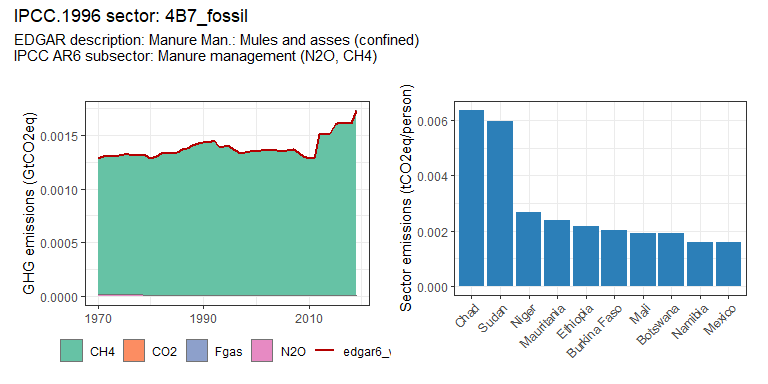 IPCC.1996 sector: 4B7_fossil
EDGAR description: Manure Man.: Mules and asses (confined)
IPCC AR6 subsector: Manure management (N2O, CH4)
GHG emissions (GtCO2eq)
0.0015
0.0010
0.0005
0.0000
1970 1990 2010
CH4 CO2 Fgas N2O edgar6_
Sector emissions (tCO2eq/person)
0.006
0.004
0.002
0.000
Chad Sudan Niger Mauritania Ethiopia Burkina Faso Mali Botswana Namibia Mexico